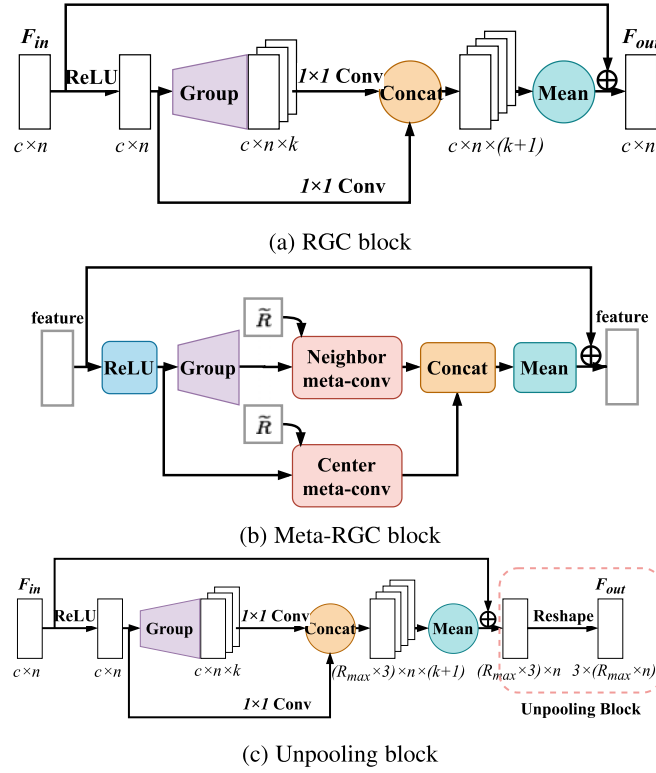 F_in
ReLU
Group
1×1 Conv
Concat
Mean
F_out
c×n
c×n
c×n×k
c×n×(k+1)
c×n
1×1 Conv
(a) RGC block
feature
R̃
feature
ReLU
Group
Neighbor
meta-conv
Concat
Mean
R̃
Center
meta-conv
(b) Meta-RGC block
F_in
ReLU
Group
1×1 Conv
Concat
Mean
Reshape
F_out
c×n
c×n
c×n×k
(R_max×3)×n×(k+1)
(R_max×3)×n
3×(R_max×n)
1×1 Conv
Unpooling Block
(c) Unpooling block